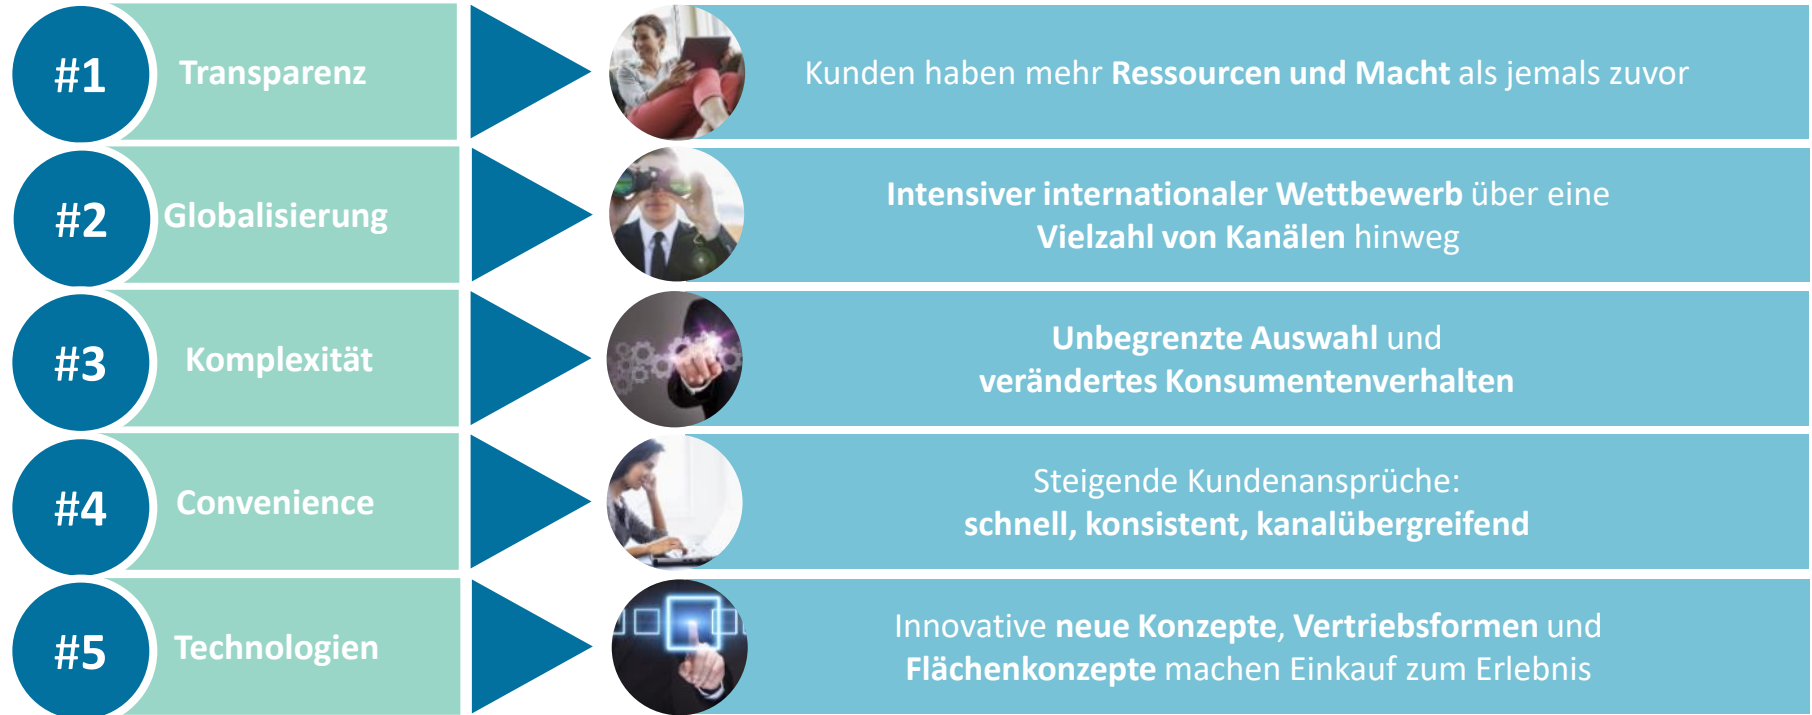 #1
Transparenz
Kunden haben mehr Ressourcen und Macht als jemals zuvor
#2
Globalisierung
Intensiver internationaler Wettbewerb über eine
Vielzahl von Kanälen hinweg
#3
Komplexität
Unbegrenzte Auswahl und
verändertes Konsumentenverhalten
#4
Convenience
Steigende Kundenansprüche:
schnell, konsistent, kanalübergreifend
#5
Technologien
Innovative neue Konzepte, Vertriebsformen und
Flächenkonzepte machen Einkauf zum Erlebnis